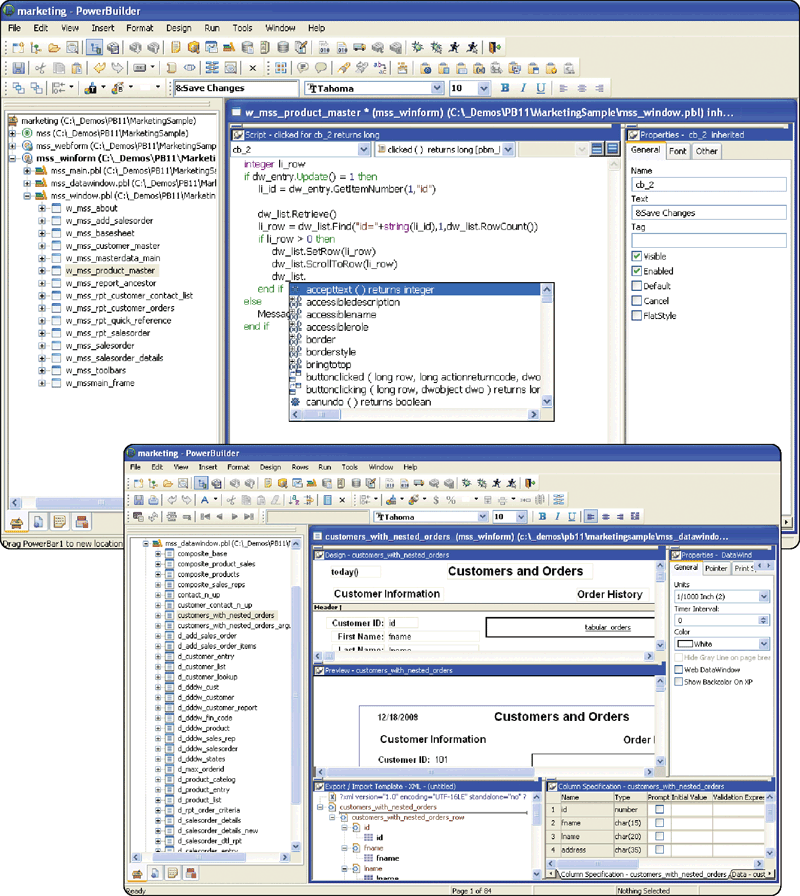 marketing - PowerBuilder
File Edit View Insert Format Design Run Tools Window Help
&Save Changes Tahoma 10 B I U
marketing (C:\_Demos\PB11\MarketingSample)
mss (C:\_Demos\PB11\MarketingSample)
mss_webform (C:\_Demos\PB11\Marketing
mss_winform (C:\_Demos\PB11\Marketi
mss_main.pbl (C:\_Demos\PB11\Marketin
mss_datawindow.pbl (C:\_Demos\PB11\M
mss_window.pbl (C:\_Demos\PB11\Market
w_mss_about
w_mss_add_salesorder
w_mss_basesheet
w_mss_customer_master
w_mss_masterdata_main
w_mss_product_master
w_mss_report_ancestor
w_mss_rpt_customer_contact_list
w_mss_rpt_customer_orders
w_mss_rpt_quick_reference
w_mss_rpt_salesorder
w_mss_salesorder
w_mss_salesorder_details
w_mss_toolbars
w_mssmain_frame
Drag PowerBar1 to new location
w_mss_product_master * (mss_winform) (C:\_Demos\PB11\MarketingSample\mss_window.pbl) inh...
Script - clicked for cb_2 returns long
cb_2 clicked ( ) returns long [pbm_
integer li_row
if dw_entry.Update() = 1 then
li_id = dw_entry.GetItemNumber(1,"id")
dw_list.Retrieve()
li_row = dw_list.Find("id="+string(li_id),1,dw_list.RowCount())
if li_row > 0 then
dw_list.SetRow(li_row)
dw_list.ScrollToRow(li_row)
dw_list.
end if
else
Messa
end if
accepttext ( ) returns integer
accessibledescription
accessiblename
accessiblerole
border
borderstyle
bringtotop
buttonclicked ( long row, long actionreturncode, dwo
buttonclicking ( long row, dwobject dwo ) returns lor
canundo ( ) returns boolean
Properties - cb_2 inherited
General Font Other
Name
cb_2
Text
&Save Changes
Tag
Visible
Enabled
Default
Cancel
FlatStyle
marketing - PowerBuilder
File Edit View Insert Format Design Rows Run Tools Window Help
Tahoma 10 B I U
mss_datawindow.pbl (C:\_Demos\PB11\M
composite_base
composite_product_sales
composite_products
composite_sales_reps
contact_n_up
customer_contact_n_up
customers_with_nested_orders
customers_with_nested_orders_argu
d_add_sales_order
d_add_sales_order_items
d_customer_entry
d_customer_list
d_customer_lookup
d_dddw_cust
d_dddw_customer
d_dddw_customer_report
d_dddw_fin_code
d_dddw_product
d_dddw_sales_rep
d_dddw_salesorder
d_dddw_states
d_max_orderid
d_product_catelog
d_product_entry
d_product_list
d_rpt_order_criteria
d_salesorder_details
d_salesorder_details_new
d_salesorder_dtl_rpt
d_salesorder_entry
customers_with_nested_orders (mss_winform) (c:\_demos\pb11\marketingsample\mss_datawindo...
Design - customers_with_nested_orders
today() Customers and Orders
Customer Information Order History
Header
Customer ID: id
First Name: fname
Last Name: lname
tabular_orders
Preview - customers_with_nested_orders
12/18/2008 Customers and Orders
Customer Information Order
Customer ID: 101
Properties - DataWind
General Pointer Print S
Units
1/1000 Inch (2)
Timer Interval:
0
Color
White
Hide Gray Line on page brea
Web DataWindow
Show Backcolor On XP
Export / Import Template - XML - (untitled)
?xml version="1.0" encoding="UTF-16LE" standalone="no" ?
customers_with_nested_orders
customers_with_nested_orders_row
id
id
fname
fname
lname
lname
Column Specification - customers_with_nested_orders
Name Type Prompt Initial Value Validation Expre
1 id number
2 fname char(15)
3 lname char(20)
4 address char(35)
Column Specification - customers_with_nested_orders Data - cust
Ready Page 1 of 84 Nothing Selected